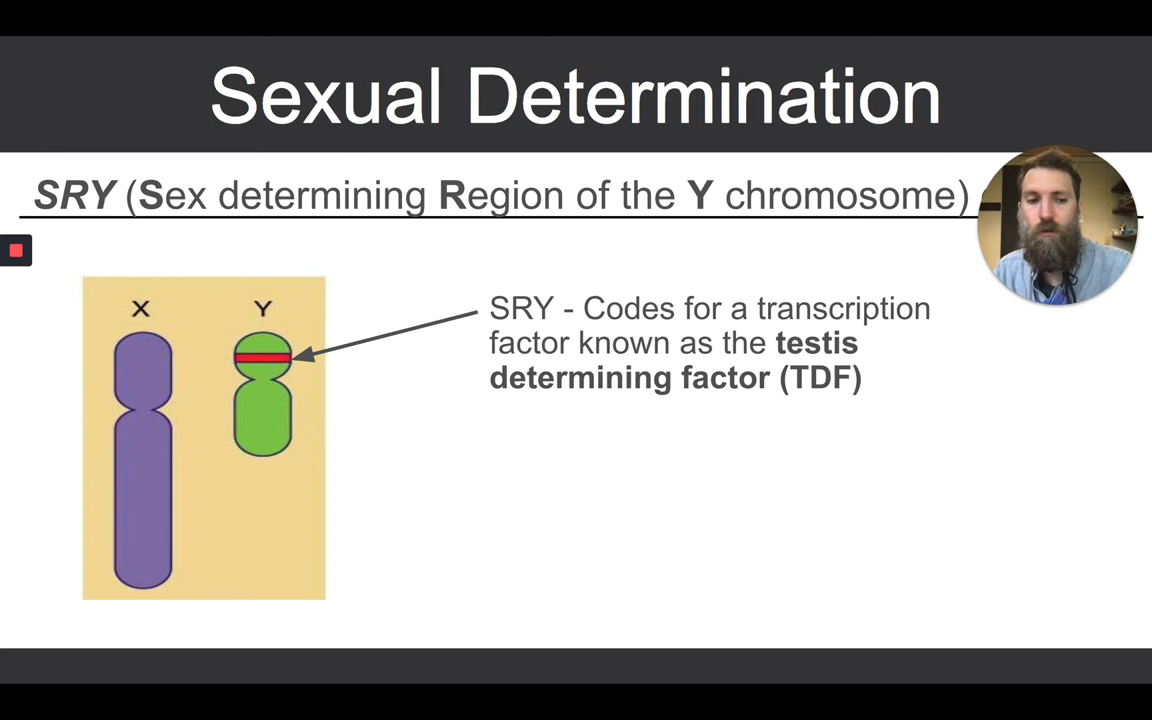 Sexual Determination
SRY (Sex determining Region of the Y chromosome)
X Y
SRY - Codes for a transcription
factor known as the testis
determining factor (TDF)